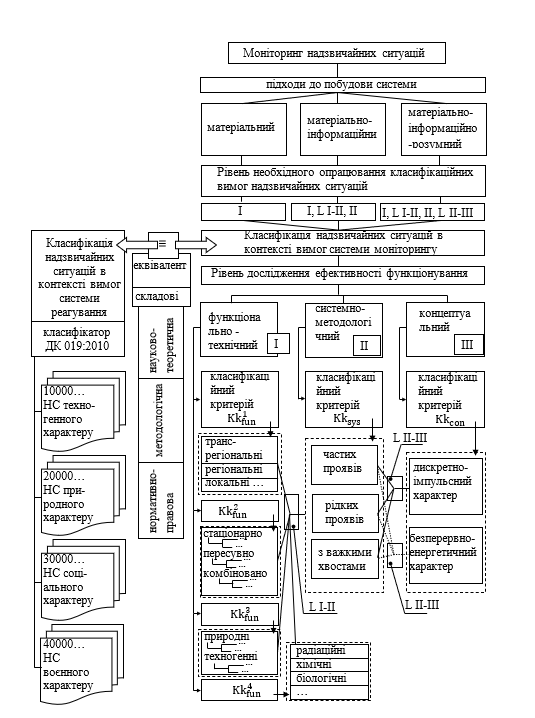 Моніторинг надзвичайних ситуацій
підходи до побудови системи
матеріальний
матеріально-
інформаційни
матеріально-
інформаційно
-розумний
Рівень необхідного опрацювання класифікаційних
вимог надзвичайних ситуацій
I
I, L I-II, II
I, L I-II, II, L II-III
Класифікація
надзвичайних
ситуацій в
контексті вимог
системи
реагування
класифікатор
ДК 019:2010
≡
еквівалент
складові
науково-
теоретична
методологічна
нормативно-
правова
Класифікація надзвичайних ситуацій в
контексті вимог системи моніторингу
Рівень дослідження ефективності функціонування
функціона
льно -
технічний
I
системно-
методологі
чний
II
концептуа
льний
III
класифікаці
йний
критерій
Kk¹fun
класифікаці
йний
критерій
Kksys
класифікаці
йний
критерій
Kkcon
10000…
НС техно-
генного
характеру
20000…
НС при-
родного
характеру
30000…
НС соці-
ального
характеру
40000…
НС
воєнного
характеру
транс-
регіональні
регіональні
локальні …
Kk²fun
стаціонарно
...
...
пересувно
...
...
комбіновано
...
...
Kk³fun
природні
...
...
техногенні
...
...
Kk⁴fun
радіаційні
хімічні
біологічні
…
частих
проявів
рідких
проявів
з важкими
хвостами
L II-III
дискретно-
імпульсний
характер
безперервно-
енергетичний
характер
L I-II
L II-III